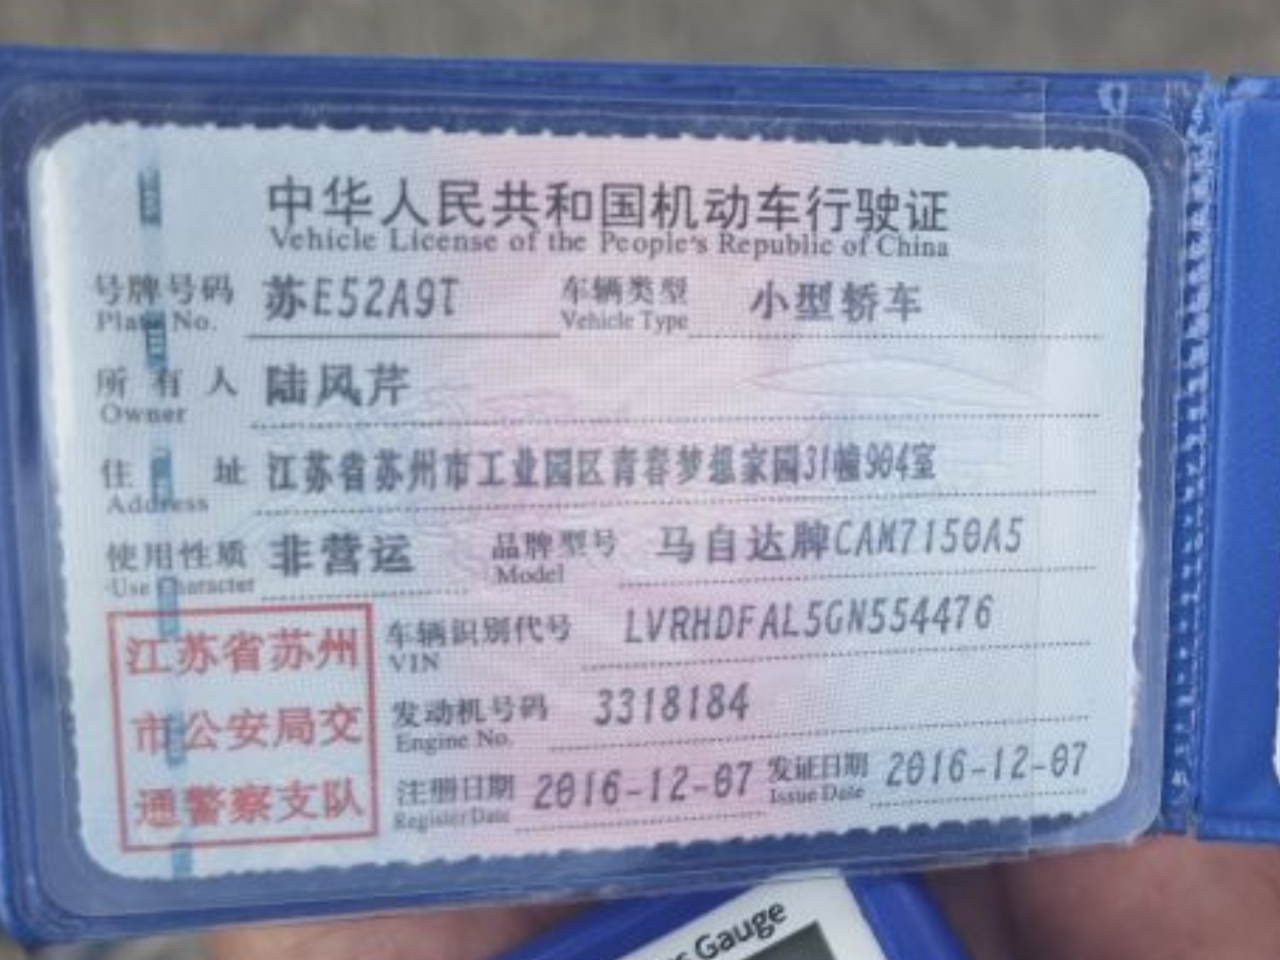 中华人民共和国机动车行驶证
Vehicle License of the People's Republic of China
号牌号码 苏E52A9T 车辆类型 小型轿车
Plate No. Vehicle Type
所有人 陆风芹
Owner
住址 江苏省苏州市工业园区青春梦想家园31幢904室
Address
使用性质 非营运 品牌型号 马自达牌CAM7150A5
Use Character Model
江苏省苏州
市公安局交
通警察支队
车辆识别代号 LVRHDFAL5GN554476
VIN
发动机号码 3318184
Engine No.
注册日期 2016-12-07 发证日期 2016-12-07
Register Date Issue Date
Gauge